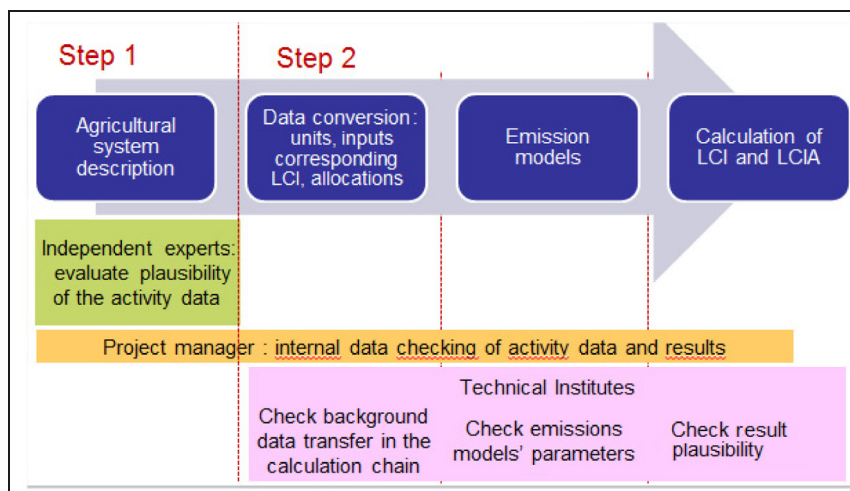 Step 1
Step 2
Agricultural
system
description
Data conversion :
units, inputs
corresponding
LCI, allocations
Emission
models
Calculation of
LCI and LCIA
Independent experts:
evaluate plausibility
of the activity data
Project manager : internal data checking of activity data and results
Technical Institutes
Check background
data transfer in the
calculation chain
Check emissions
models' parameters
Check result
plausibility